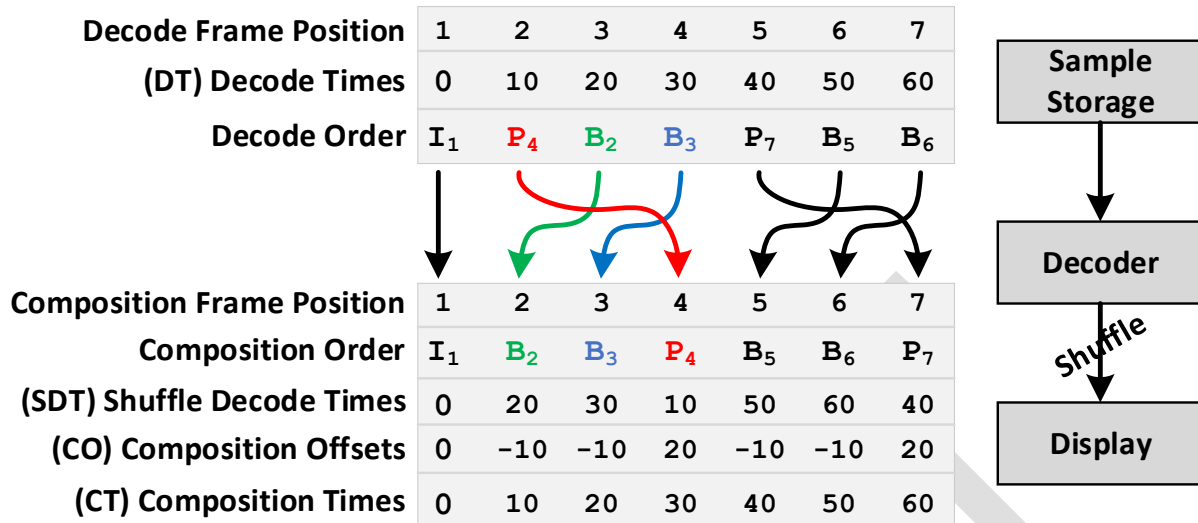 Decode Frame Position 1 2 3 4 5 6 7
(DT) Decode Times 0 10 20 30 40 50 60
Decode Order I₁ P₄ B₂ B₃ P₇ B₅ B₆
Composition Frame Position 1 2 3 4 5 6 7
Composition Order I₁ B₂ B₃ P₄ B₅ B₆ P₇
(SDT) Shuffle Decode Times 0 20 30 10 50 60 40
(CO) Composition Offsets 0 -10 -10 20 -10 -10 20
(CT) Composition Times 0 10 20 30 40 50 60
Sample
Storage
Decoder
Shuffle
Display